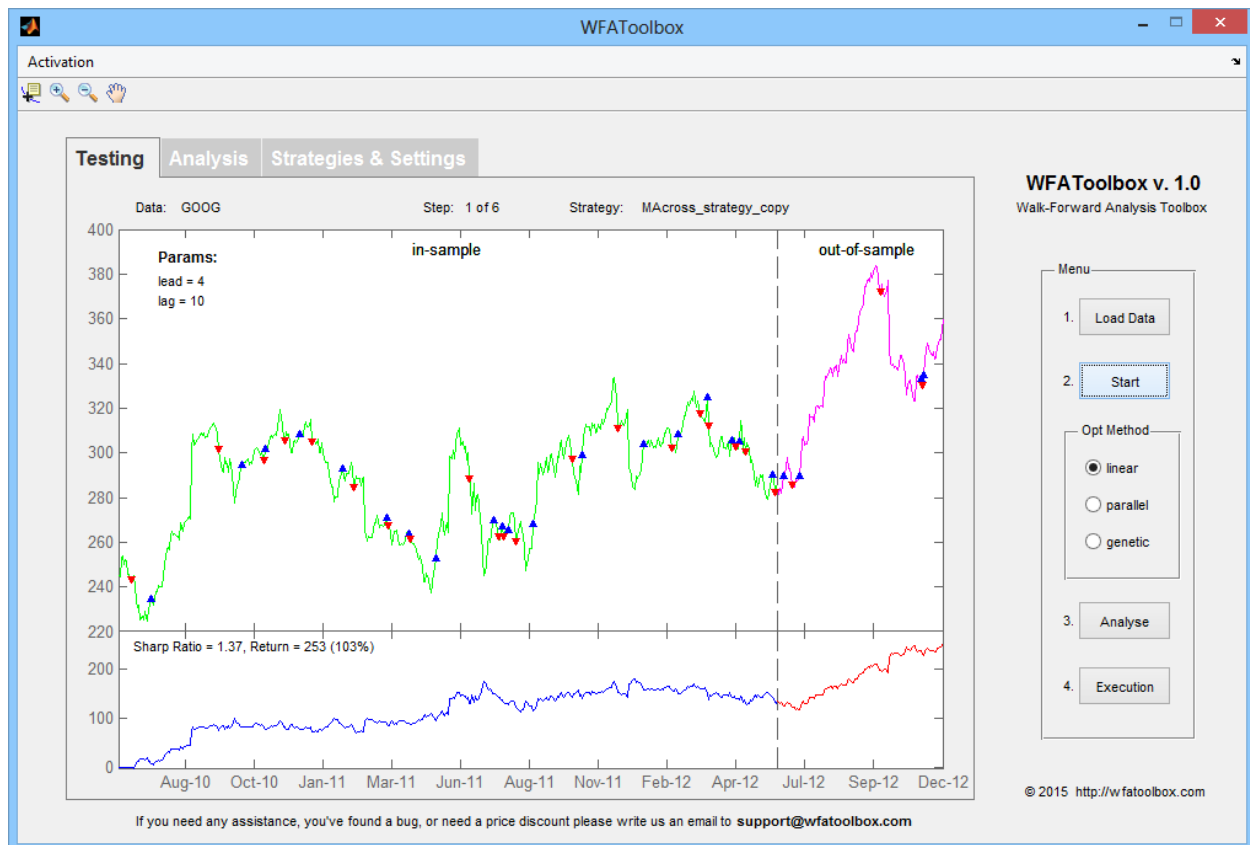 WFAToolbox
Activation
Testing Analysis Strategies & Settings
Data: GOOG Step: 1 of 6 Strategy: MAcross_strategy_copy
in-sample out-of-sample
Params:
lead = 4
lag = 10
400
380
360
340
320
300
280
260
240
220
Sharp Ratio = 1.37, Return = 253 (103%)
200
100
0
Aug-10 Oct-10 Jan-11 Mar-11 Jun-11 Aug-11 Nov-11 Feb-12 Apr-12 Jul-12 Sep-12 Dec-12
If you need any assistance, you've found a bug, or need a price discount please write us an email to support@wfatoolbox.com
WFAToolbox v. 1.0
Walk-Forward Analysis Toolbox
Menu
1. Load Data
2. Start
Opt Method
linear
parallel
genetic
3. Analyse
4. Execution
© 2015 http://wfatoolbox.com